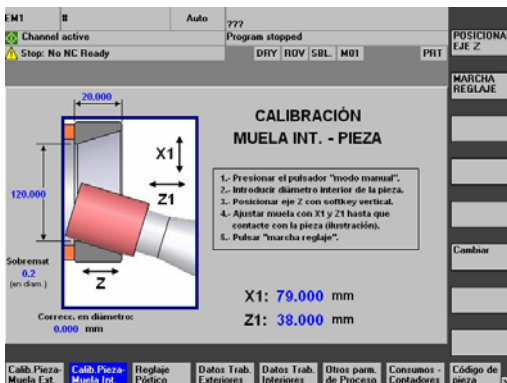 EM1
#
Auto
???
Channel active
Program stopped
Stop: No NC Ready
DRY ROV SBL. M01 PRT
POSICIONA
EJE Z
MARCHA
REGLAJE
Cambiar
20.000
X1
Z1
120.000
Z
Sobremat
0.2
(en diam.)
Correcc. en diámetro:
0.000 mm
CALIBRACIÓN
MUELA INT. - PIEZA
1.- Presionar el pulsador "modo manual".
2.- Introducir diámetro interior de la pieza.
3.- Posicionar eje Z con softkey vertical.
4.- Ajustar muela con X1 y Z1 hasta que
contacte con la pieza (ilustración).
5.- Pulsar "marcha reglaje".
X1: 79.000 mm
Z1: 38.000 mm
Calib.Pieza-
Muela Ext.
Calib.Pieza-
Muela Int.
Reglaje
Pórtico
Datos Trab.
Exteriores
Datos Trab.
Interiores
Otros parm.
de Proceso
Consumos -
Contadores
Código de
pieza